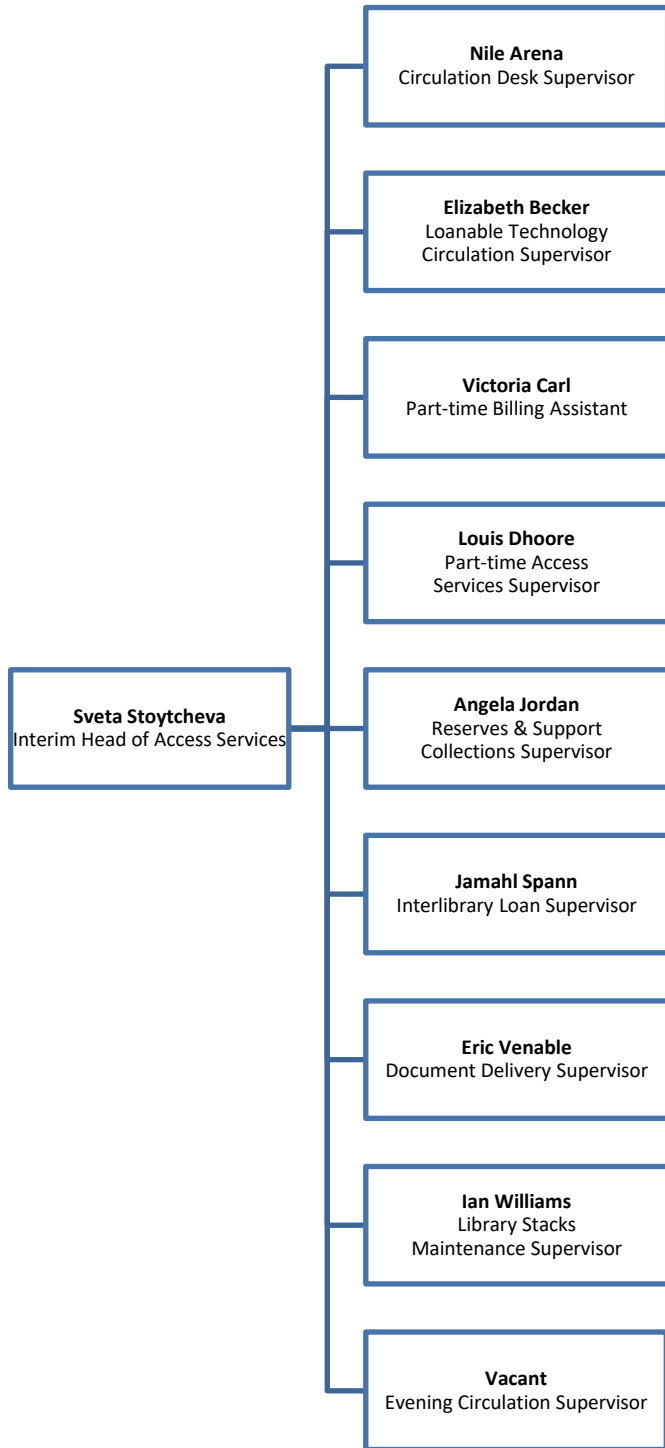 Nile Arena
Circulation Desk Supervisor
Elizabeth Becker
Loanable Technology
Circulation Supervisor
Victoria Carl
Part-time Billing Assistant
Louis Dhoore
Part-time Access
Services Supervisor
Sveta Stoytcheva
Interim Head of Access Services
Angela Jordan
Reserves & Support
Collections Supervisor
Jamahl Spann
Interlibrary Loan Supervisor
Eric Venable
Document Delivery Supervisor
Ian Williams
Library Stacks
Maintenance Supervisor
Vacant
Evening Circulation Supervisor